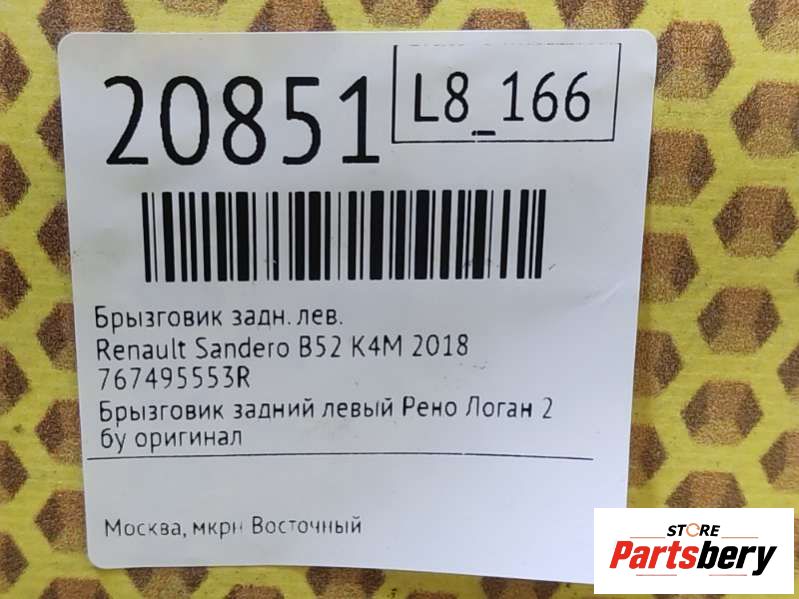 20851
L8_166
Брызговик задн. лев.
Renault Sandero B52 K4M 2018
767495553R
Брызговик задний левый Рено Логан 2
бу оригинал
Москва, мкрн Восточный
STORE
Partsbery